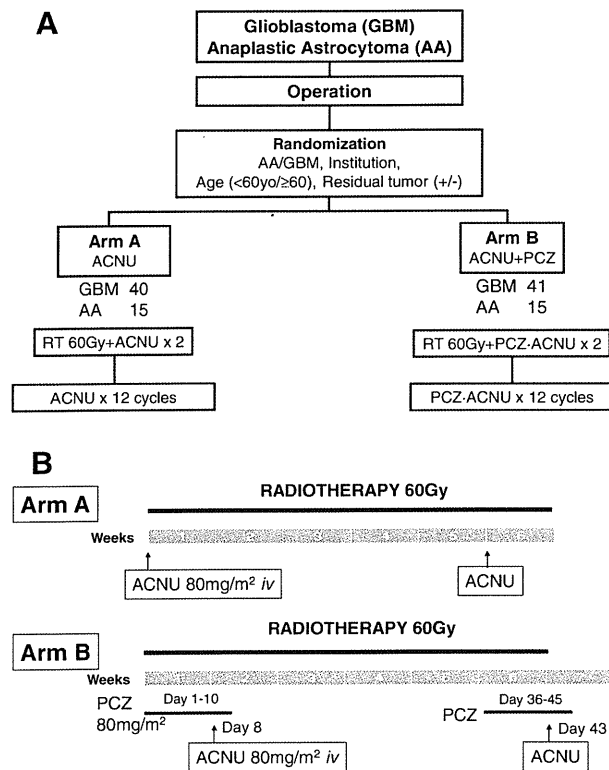 A
Glioblastoma (GBM)
Anaplastic Astrocytoma (AA)
Operation
Randomization
AA/GBM, Institution,
Age (<60yo/≥60), Residual tumor (+/-)
Arm A
ACNU
GBM 40
AA 15
RT 60Gy+ACNU x 2
ACNU x 12 cycles
Arm B
ACNU+PCZ
GBM 41
AA 15
RT 60Gy+PCZ·ACNU x 2
PCZ·ACNU x 12 cycles
B
Arm A
RADIOTHERAPY 60Gy
Weeks
ACNU 80mg/m² iv
ACNU
Arm B
RADIOTHERAPY 60Gy
Weeks
PCZ
80mg/m²
Day 1-10
Day 8
ACNU 80mg/m² iv
PCZ
Day 36-45
Day 43
ACNU